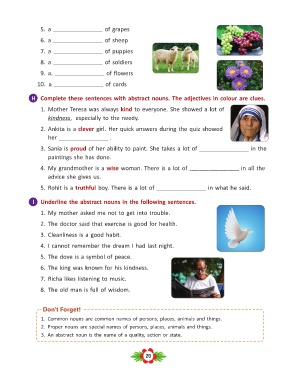 5. a ______________ of grapes
6. a ______________ of sheep
7. a ______________ of puppies
8. a ______________ of soldiers
9. a. ______________ of flowers
10. a ______________ of cards
H Complete these sentences with abstract nouns. The adjectives in colour are clues.
1. Mother Teresa was always kind to everyone. She showed a lot of
kindness, especially to the needy.
2. Ankita is a clever girl. Her quick answers during the quiz showed
her ______________ .
3. Sania is proud of her ability to paint. She takes a lot of ______________ in the
paintings she has done.
4. My grandmother is a wise woman. There is a lot of ______________ in all the
advice she gives us.
5. Rohit is a truthful boy. There is a lot of ______________ in what he said.
I Underline the abstract nouns in the following sentences.
1. My mother asked me not to get into trouble.
2. The doctor said that exercise is good for health.
3. Cleanliness is a good habit.
4. I cannot remember the dream I had last night.
5. The dove is a symbol of peace.
6. The king was known for his kindness.
7. Richa likes listening to music.
8. The old man is full of wisdom.
Don't Forget!
1. Common nouns are common names of persons, places, animals and things.
2. Proper nouns are special names of persons, places, animals and things.
3. An abstract noun is the name of a quality, action or state.
20